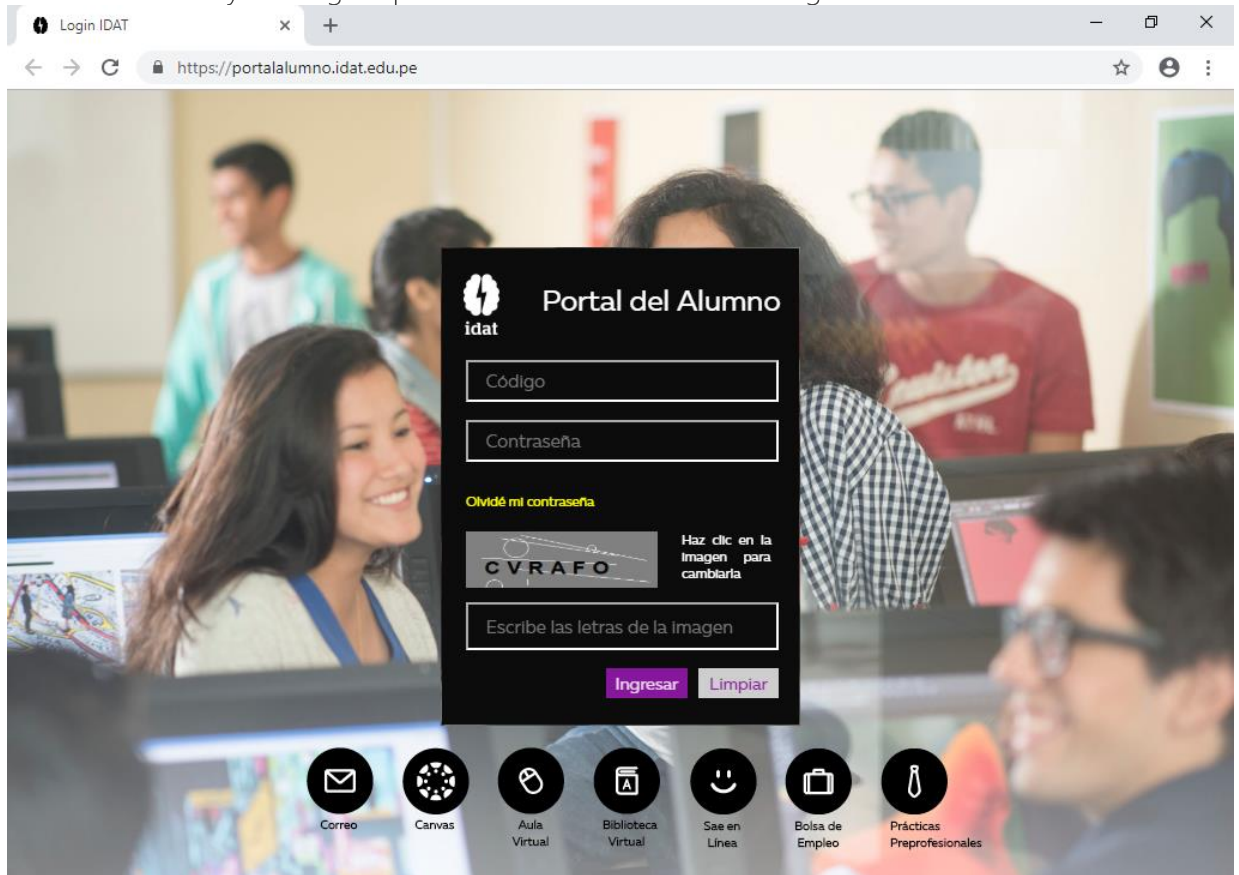 Login IDAT
https://portalalumno.idat.edu.pe
idat
Portal del Alumno
Código
Contraseña
Olvidé mi contraseña
CVRAFO
Haz clic en la
imagen para
cambiarla
Escribe las letras de la imagen
Ingresar Limpiar
Correo
Canvas
Aula
Virtual
Biblioteca
Virtual
Sae en
Línea
Bolsa de
Empleo
Prácticas
Preprofesionales